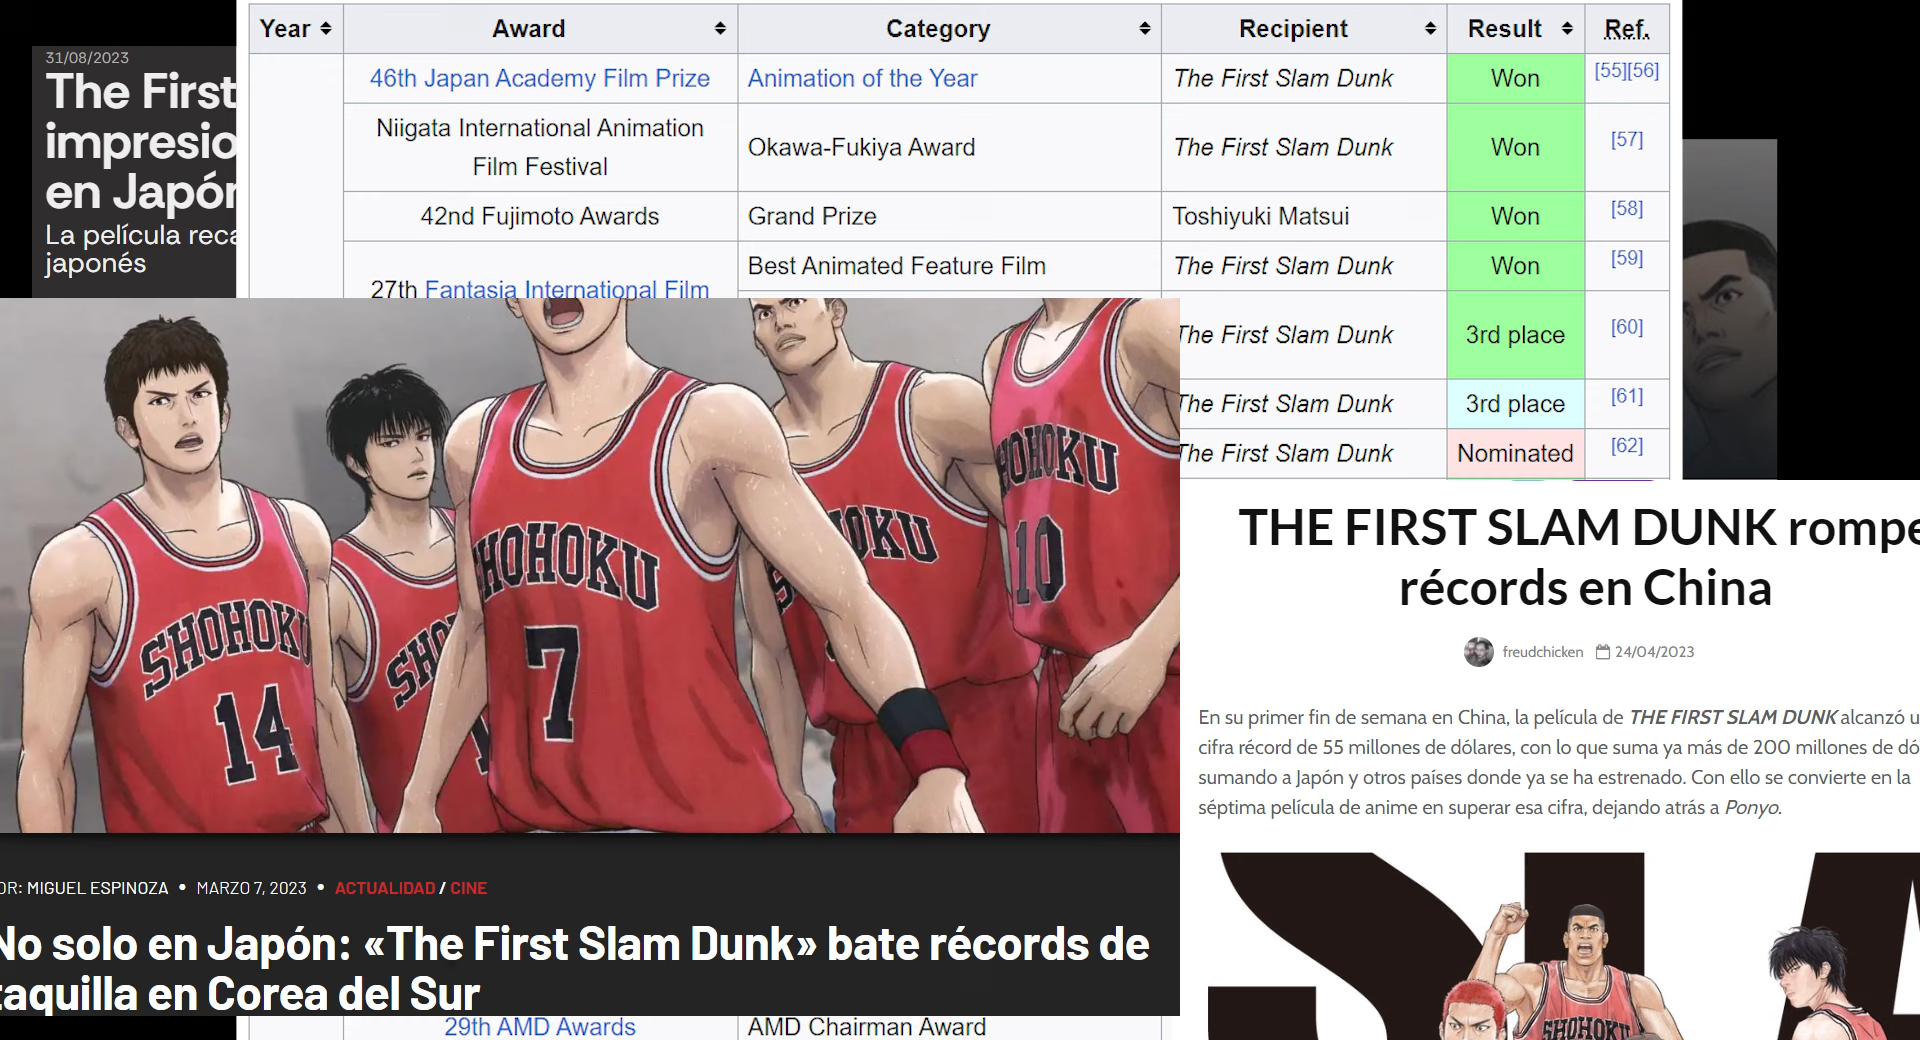 31/08/2023
The First
impresio
en Japón
La película reca
japonés
Year Award Category Recipient Result Ref.
46th Japan Academy Film Prize Animation of the Year The First Slam Dunk Won [55][56]
Niigata International Animation
Film Festival Okawa-Fukiya Award The First Slam Dunk Won [57]
42nd Fujimoto Awards Grand Prize Toshiyuki Matsui Won [58]
Best Animated Feature Film The First Slam Dunk Won [59]
27th Fantasia International Film
The First Slam Dunk 3rd place [60]
The First Slam Dunk 3rd place [61]
The First Slam Dunk Nominated [62]
SHOHOKU
14
SHO
SHOHOKU
7
OKU
HOKU
10
OR: MIGUEL ESPINOZA • MARZO 7, 2023 • ACTUALIDAD / CINE
No solo en Japón: «The First Slam Dunk» bate récords de
taquilla en Corea del Sur
29th AMD Awards AMD Chairman Award
THE FIRST SLAM DUNK rompe
récords en China
freudchicken 24/04/2023
En su primer fin de semana en China, la película de THE FIRST SLAM DUNK alcanzó u
cifra récord de 55 millones de dólares, con lo que suma ya más de 200 millones de dó
sumando a Japón y otros países donde ya se ha estrenado. Con ello se convierte en la
séptima película de anime en superar esa cifra, dejando atrás a Ponyo.
SLA
SHOHOKU